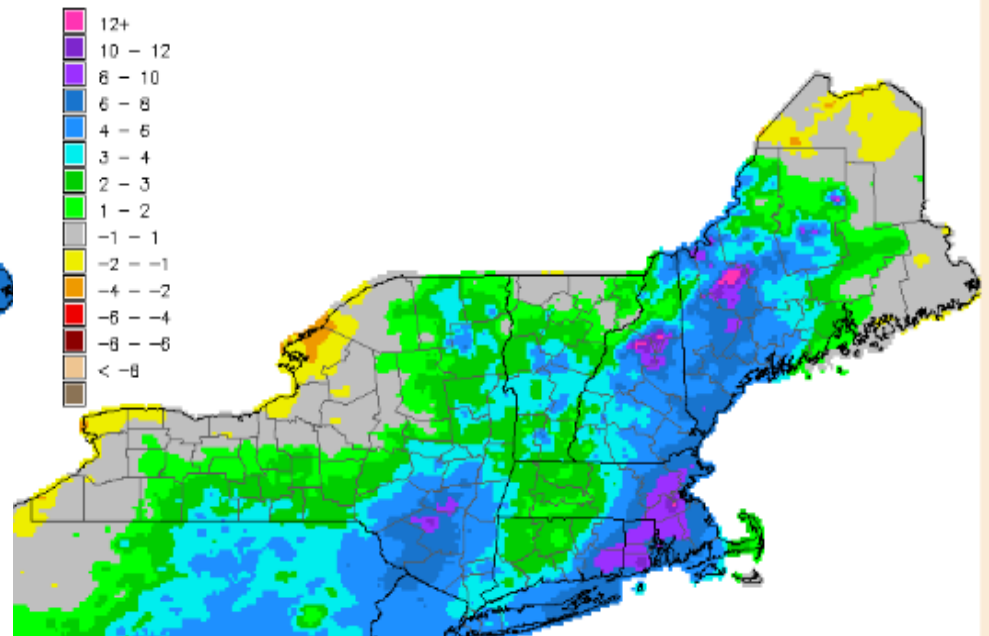 12+
10 – 12
8 – 10
6 – 8
4 – 6
3 – 4
2 – 3
1 – 2
-1 – 1
-2 – -1
-4 – -2
-6 – -4
-8 – -6
< -8